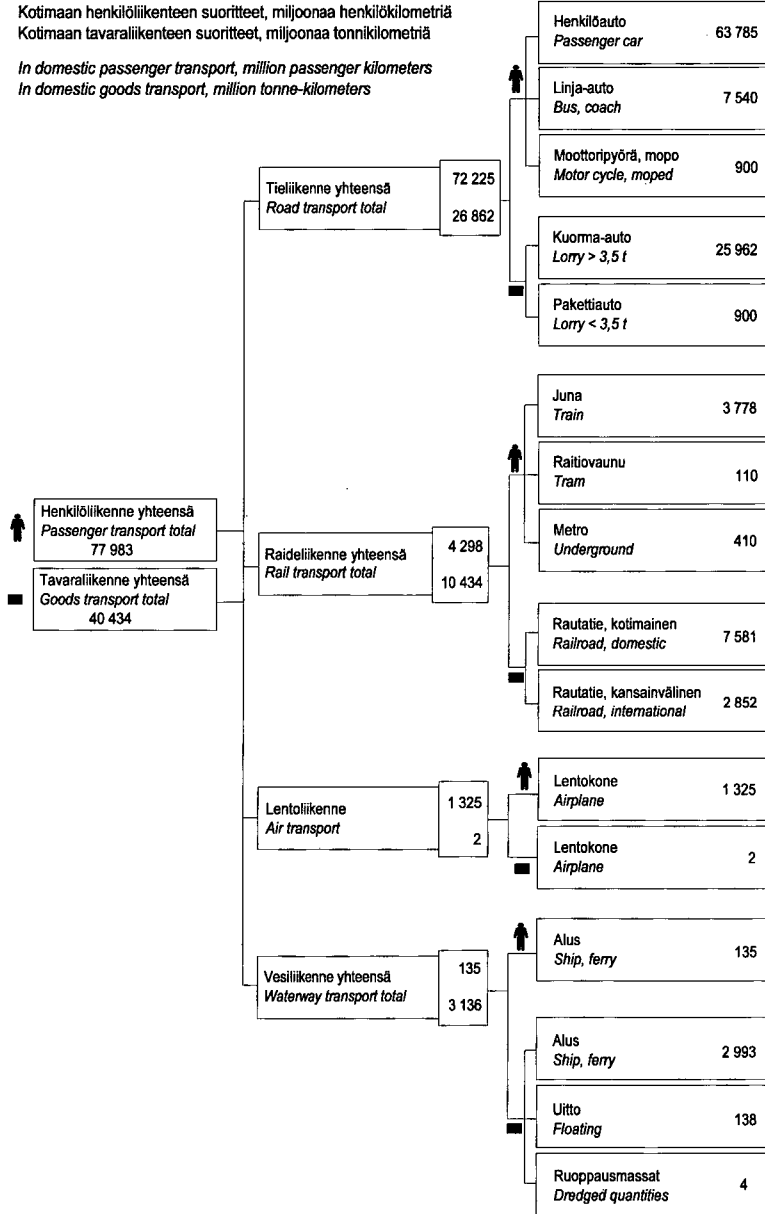 Kotimaan henkilöliikenteen suoritteet, miljoonaa henkilökilometriä
Kotimaan tavaraliikenteen suoritteet, miljoonaa tonnikilometriä
In domestic passenger transport, million passenger kilometers
In domestic goods transport, million tonne-kilometers
Henkilöliikenne yhteensä
Passenger transport total
77 983
Tavaraliikenne yhteensä
Goods transport total
40 434
Tieliikenne yhteensä
Road transport total
72 225
26 862
Henkilöauto
Passenger car
63 785
Linja-auto
Bus, coach
7 540
Moottoripyörä, mopo
Motor cycle, moped
900
Kuorma-auto
Lorry > 3,5 t
25 962
Pakettiauto
Lorry < 3,5 t
900
Raideliikenne yhteensä
Rail transport total
4 298
10 434
Juna
Train
3 778
Raitiovaunu
Tram
110
Metro
Underground
410
Rautatie, kotimainen
Railroad, domestic
7 581
Rautatie, kansainvälinen
Railroad, international
2 852
Lentoliikenne
Air transport
1 325
2
Lentokone
Airplane
1 325
Lentokone
Airplane
2
Vesiliikenne yhteensä
Waterway transport total
135
3 136
Alus
Ship, ferry
135
Alus
Ship, ferry
2 993
Uitto
Floating
138
Ruoppausmassat
Dredged quantities
4